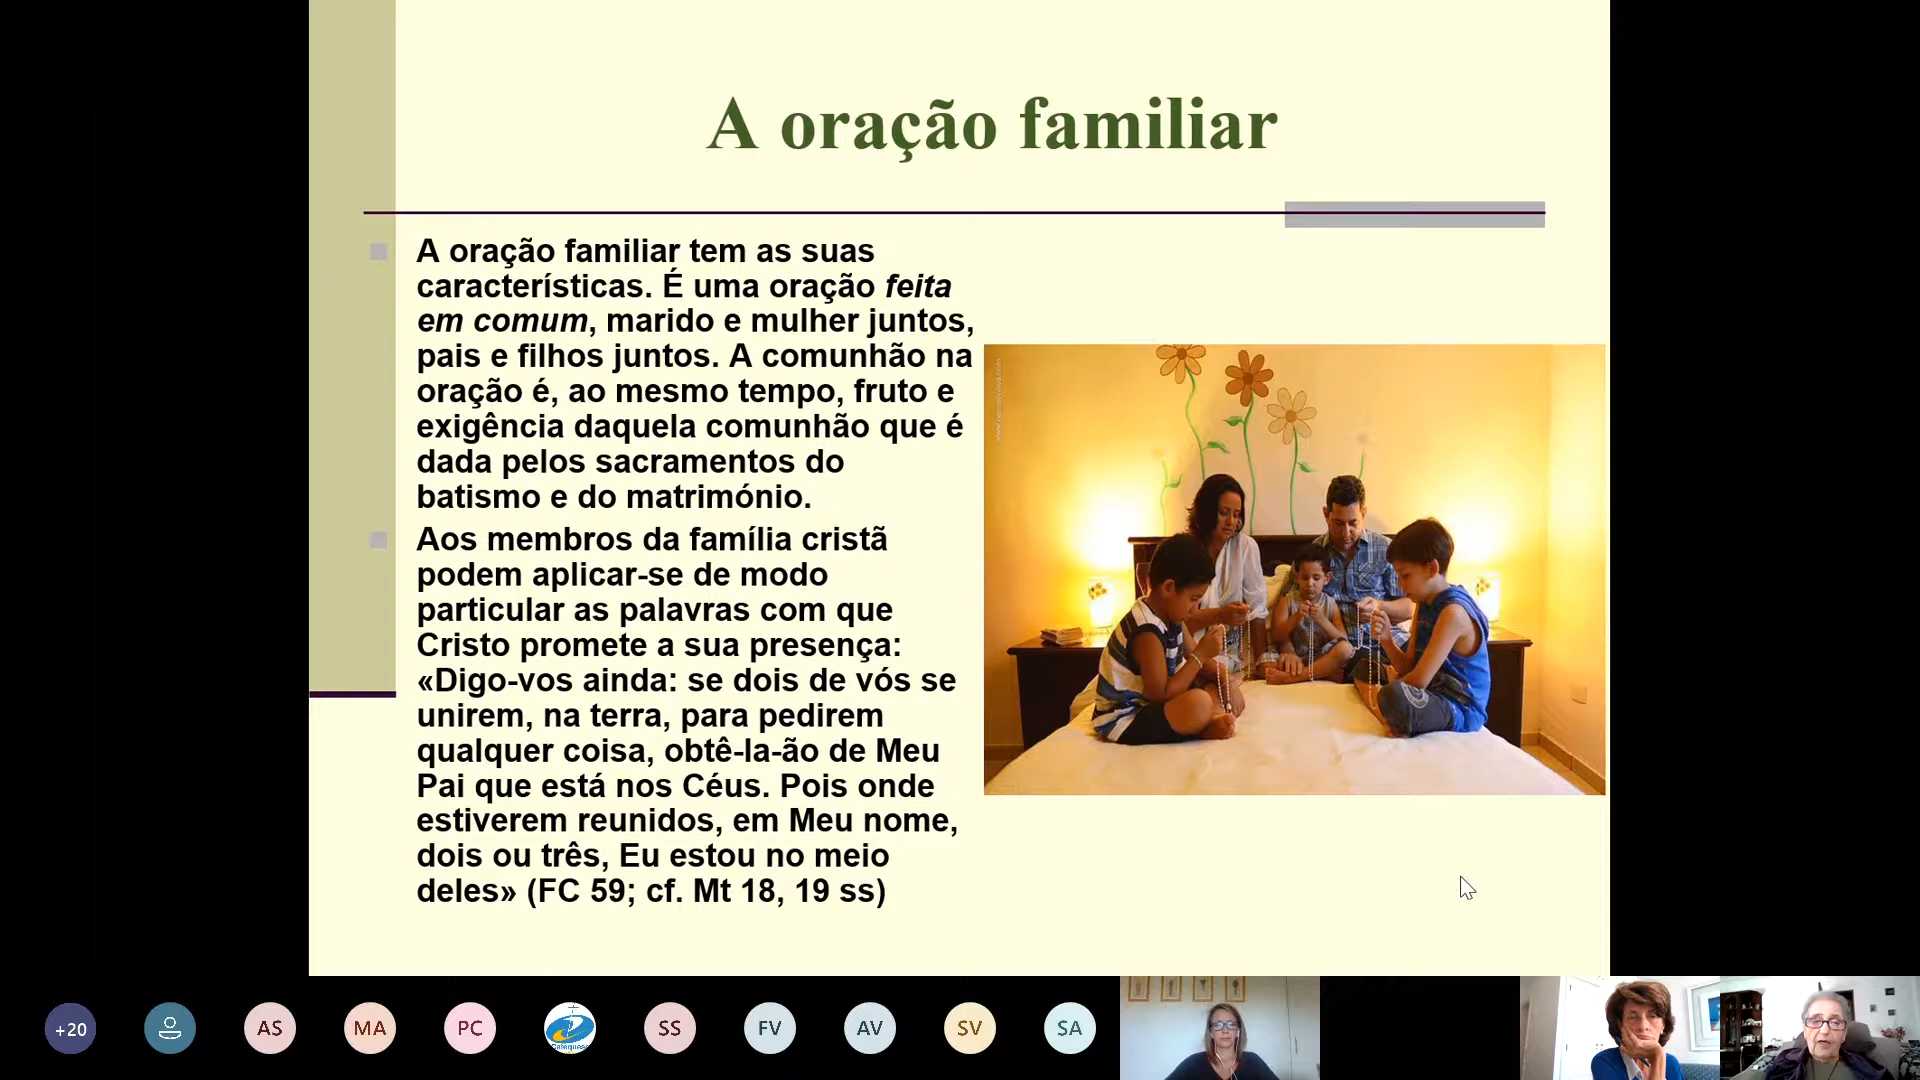 A oração familiar
A oração familiar tem as suas
características. É uma oração feita
em comum, marido e mulher juntos,
pais e filhos juntos. A comunhão na
oração é, ao mesmo tempo, fruto e
exigência daquela comunhão que é
dada pelos sacramentos do
batismo e do matrimónio.
Aos membros da família cristã
podem aplicar-se de modo
particular as palavras com que
Cristo promete a sua presença:
«Digo-vos ainda: se dois de vós se
unirem, na terra, para pedirem
qualquer coisa, obtê-la-ão de Meu
Pai que está nos Céus. Pois onde
estiverem reunidos, em Meu nome,
dois ou três, Eu estou no meio
deles» (FC 59; cf. Mt 18, 19 ss)
+20
AS
MA
PC
Catequese
SS
FV
AV
SV
SA